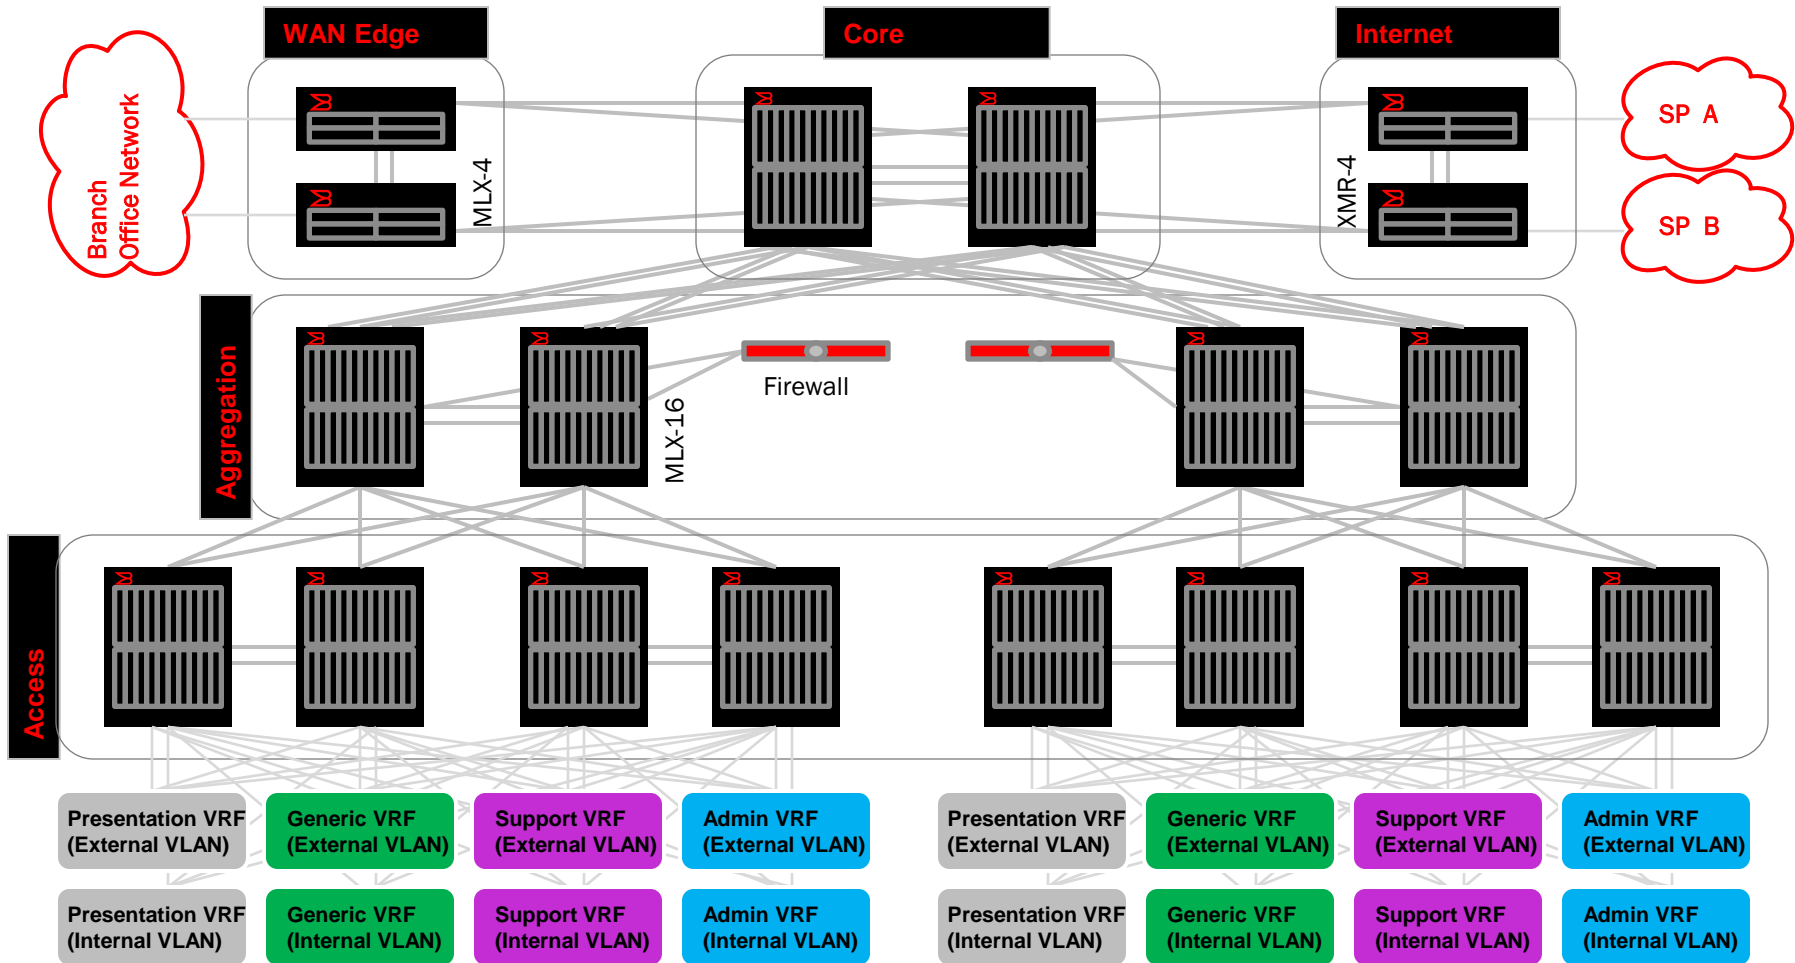 WAN Edge
Core
Internet
Branch
Office Network
MLX-4
XMR-4
SP A
SP B
Aggregation
Firewall
MLX-16
Access
Presentation VRF
(External VLAN)
Generic VRF
(External VLAN)
Support VRF
(External VLAN)
Admin VRF
(External VLAN)
Presentation VRF
(External VLAN)
Generic VRF
(External VLAN)
Support VRF
(External VLAN)
Admin VRF
(External VLAN)
Presentation VRF
(Internal VLAN)
Generic VRF
(Internal VLAN)
Support VRF
(Internal VLAN)
Admin VRF
(Internal VLAN)
Presentation VRF
(Internal VLAN)
Generic VRF
(Internal VLAN)
Support VRF
(Internal VLAN)
Admin VRF
(Internal VLAN)